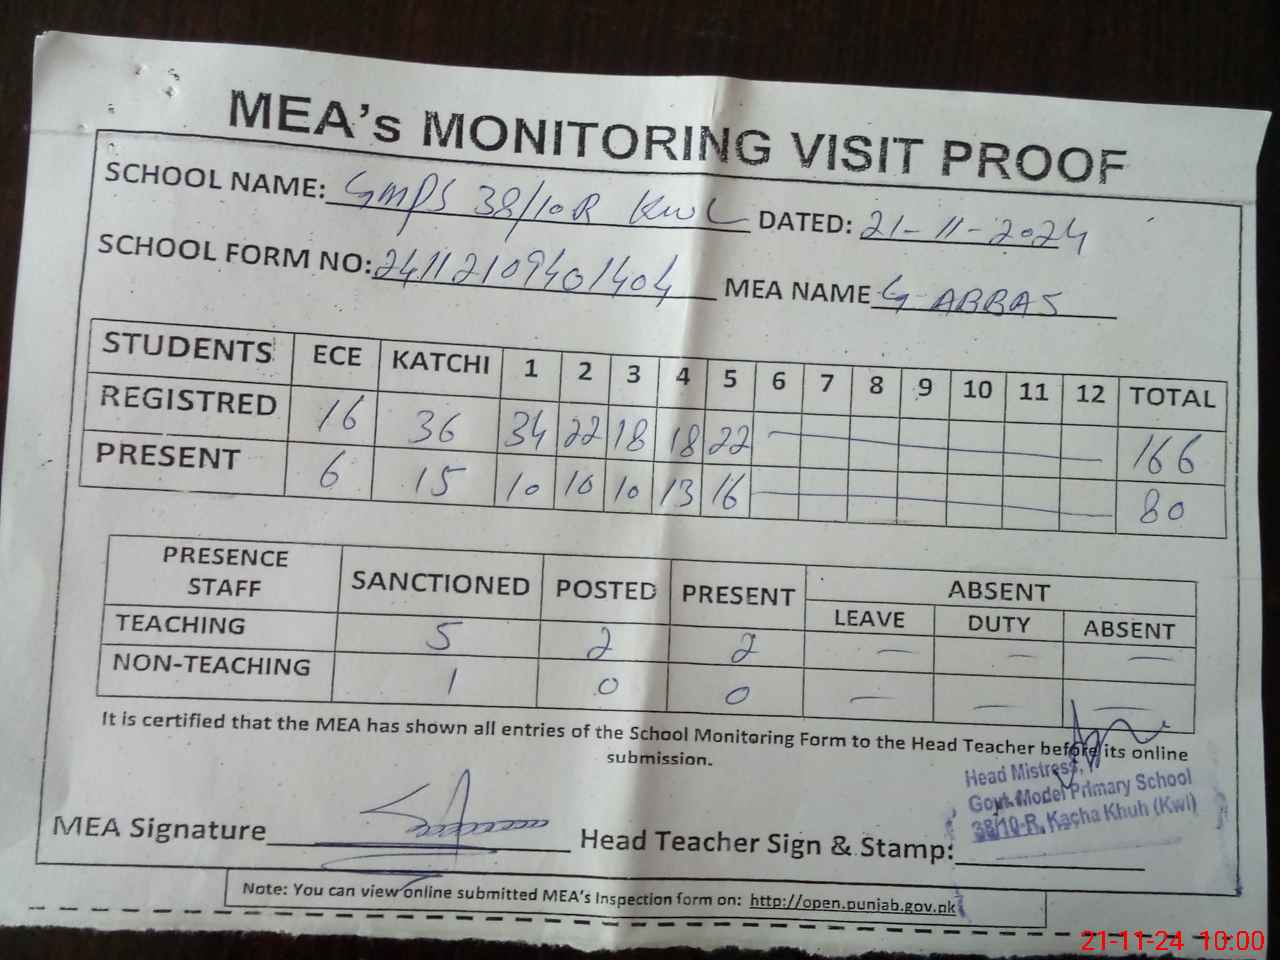 MEA's MONITORING VISIT PROOF
SCHOOL NAME: GMPS 38/10R KWL DATED: 21-11-2024
SCHOOL FORM NO: 24112109401404 MEA NAME G ABBAS
STUDENTS ECE KATCHI 1 2 3 4 5 6 7 8 9 10 11 12 TOTAL
REGISTRED 16 36 34 22 18 18 22 166
PRESENT 6 15 10 10 10 13 16 80
PRESENCE STAFF SANCTIONED POSTED PRESENT ABSENT
LEAVE DUTY ABSENT
TEACHING 5 2 2 — — —
NON-TEACHING 1 0 0 — — —
It is certified that the MEA has shown all entries of the School Monitoring Form to the Head Teacher before its online
submission.
Head Mistress,
Govt. Model Primary School
38/10-R, Kacha Khuh (Kwl)
MEA Signature Head Teacher Sign & Stamp:
Note: You can view online submitted MEA's Inspection form on: http://open.punjab.gov.pk
21-11-24 10:00